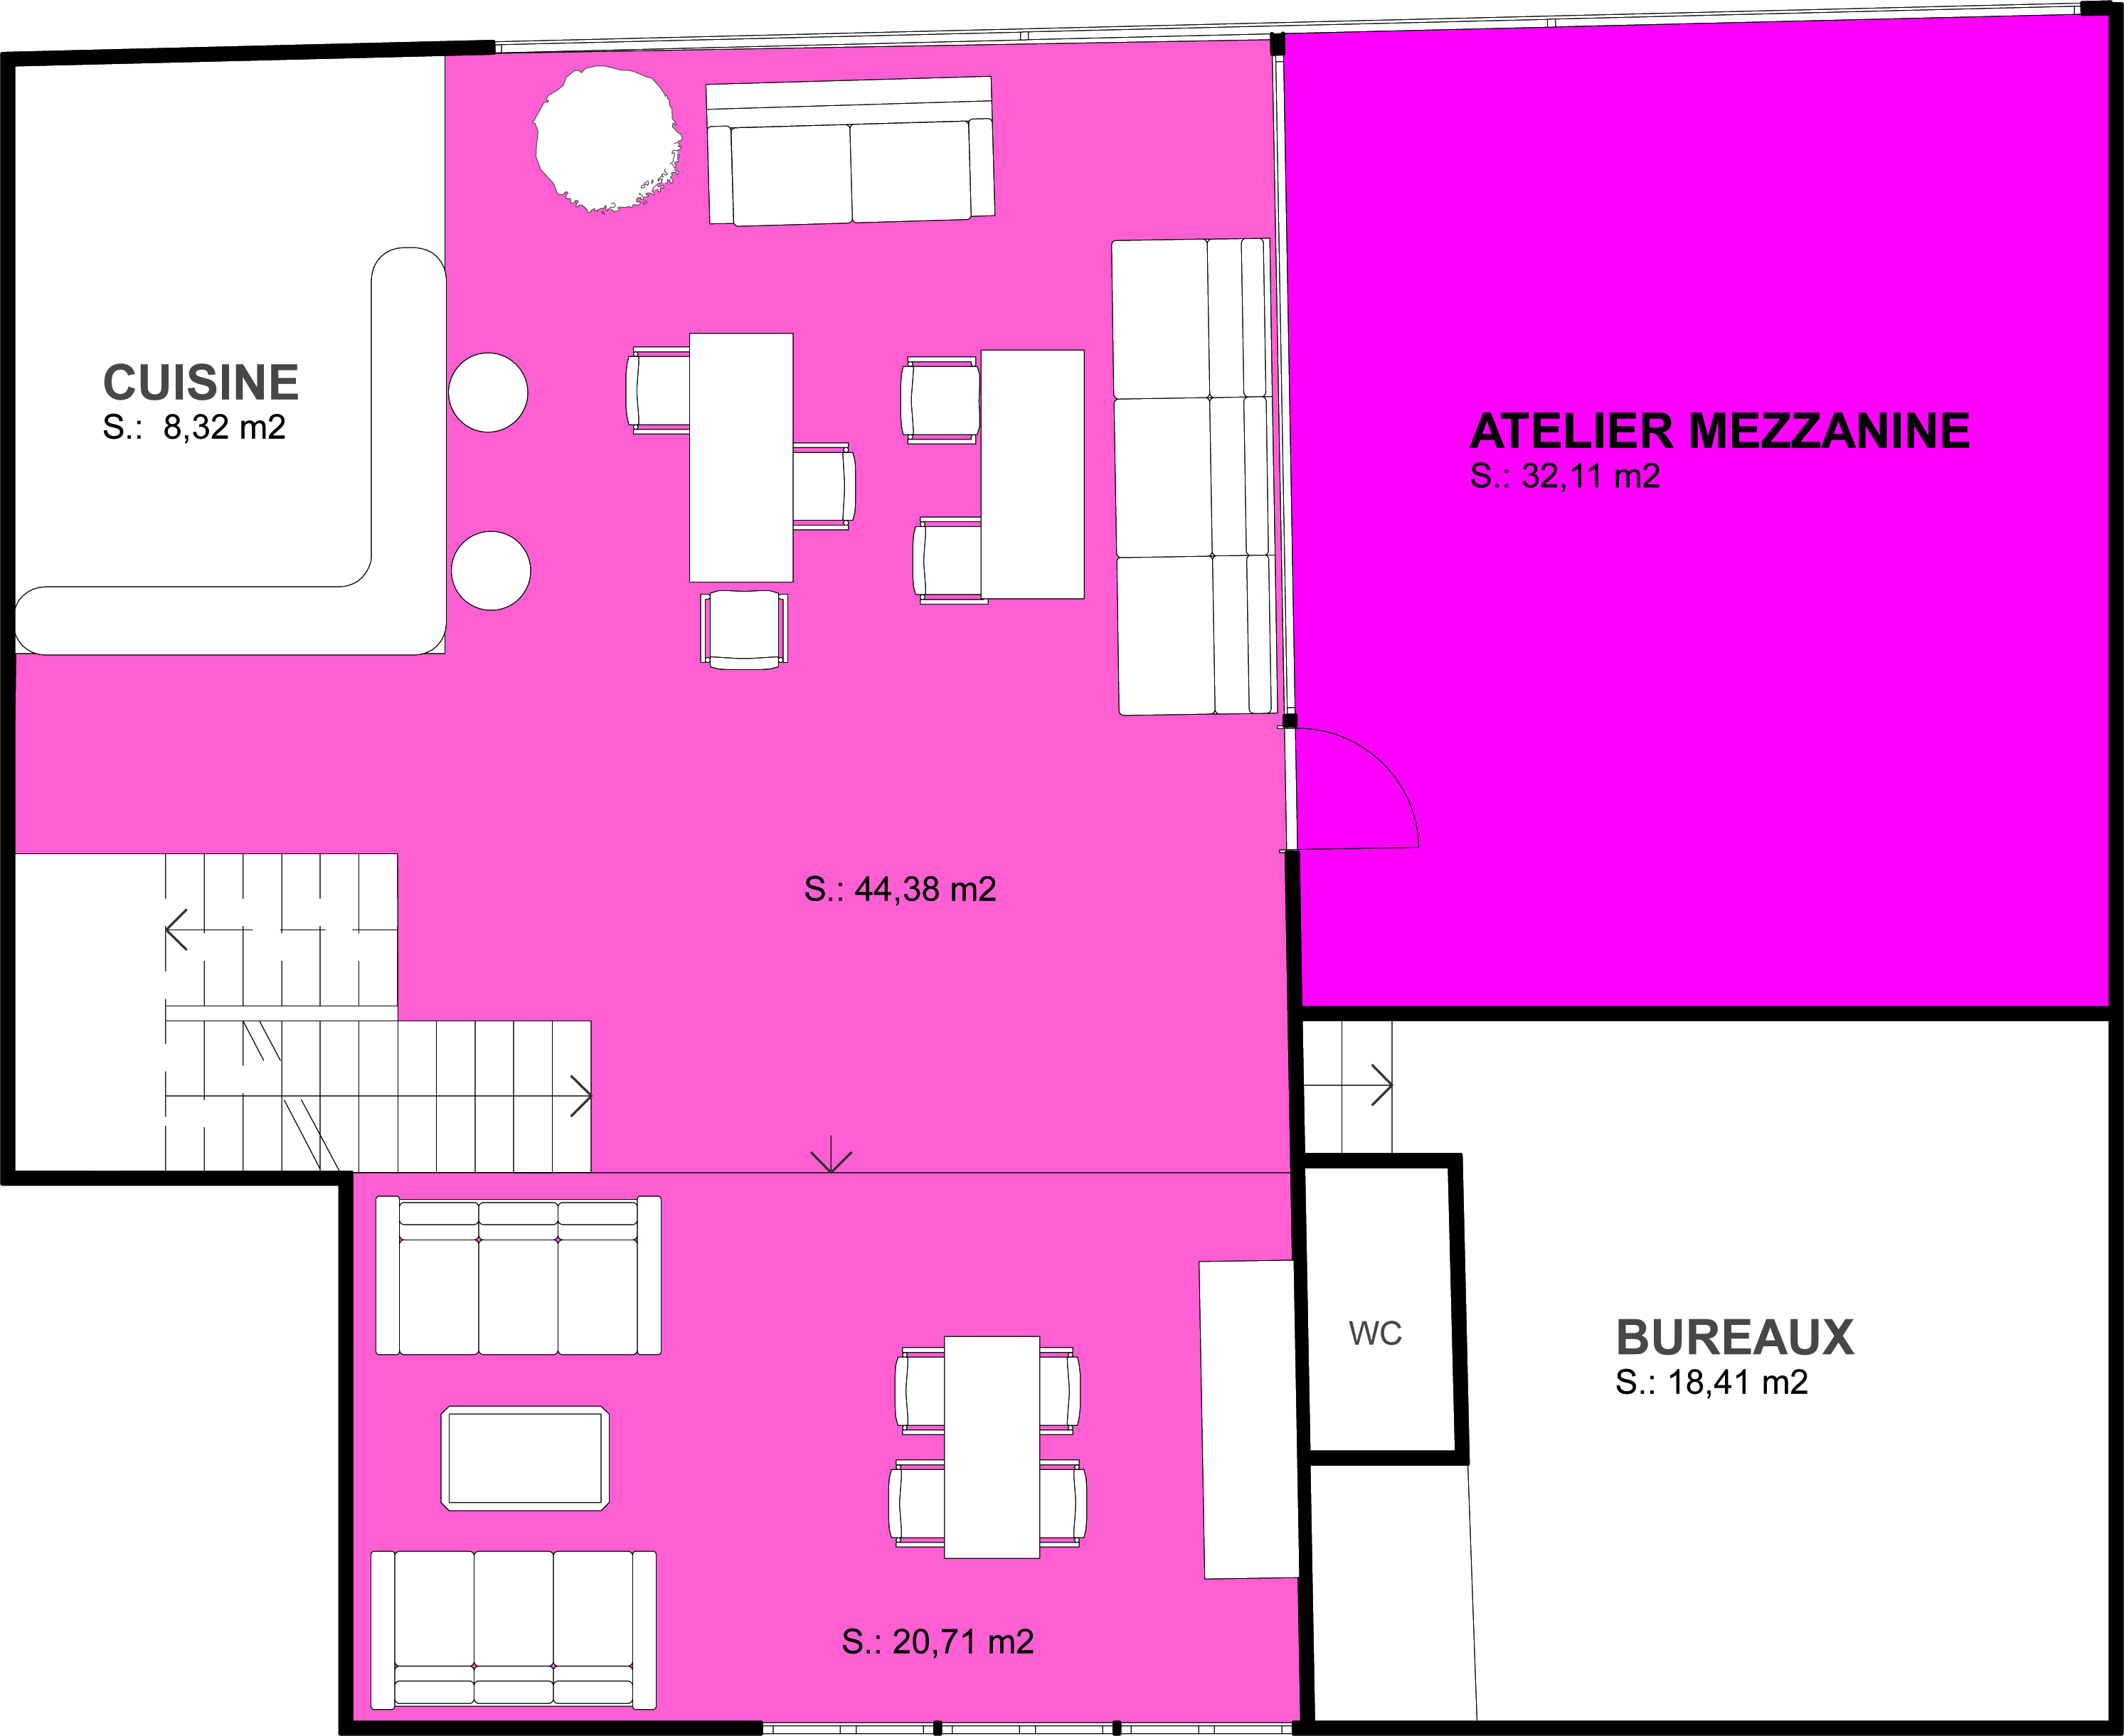 CUISINE
S.: 8,32 m2
ATELIER MEZZANINE
S.: 32,11 m2
S.: 44,38 m2
WC
BUREAUX
S.: 18,41 m2
S.: 20,71 m2